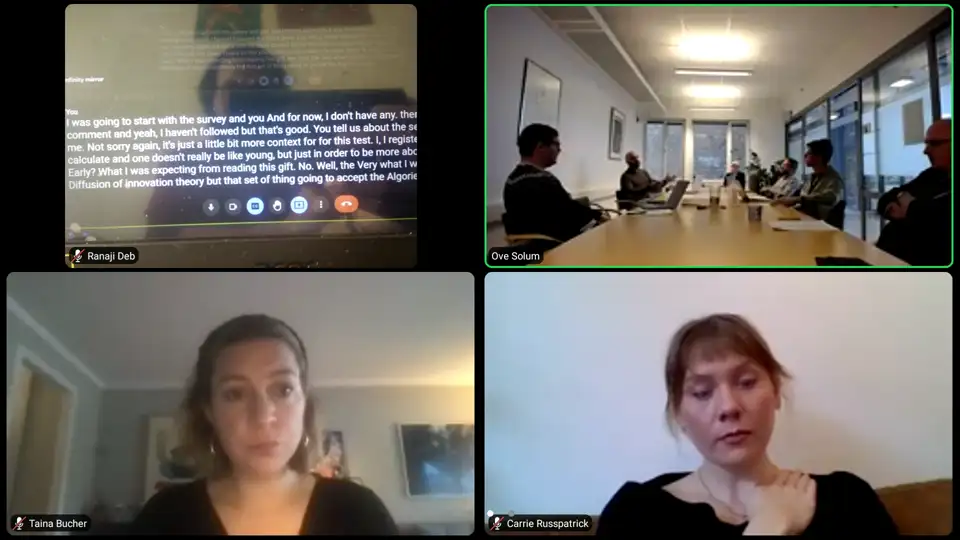 infinity mirror
You
I was going to start with the survey and you And for now, I don't have any. then
comment and yeah, I haven't followed but that's good. You tell us about the se
me. Not sorry again, it's just a little bit more context for for this test. I, I registe
calculate and one doesn't really be like young, but just in order to be more abo
Early? What I was expecting from reading this gift. No. Well, the Very what I w
Diffusion of innovation theory but that set of thing going to accept the Algorie
Ranaji Deb
Ove Solum
Taina Bucher
Carrie Russpatrick